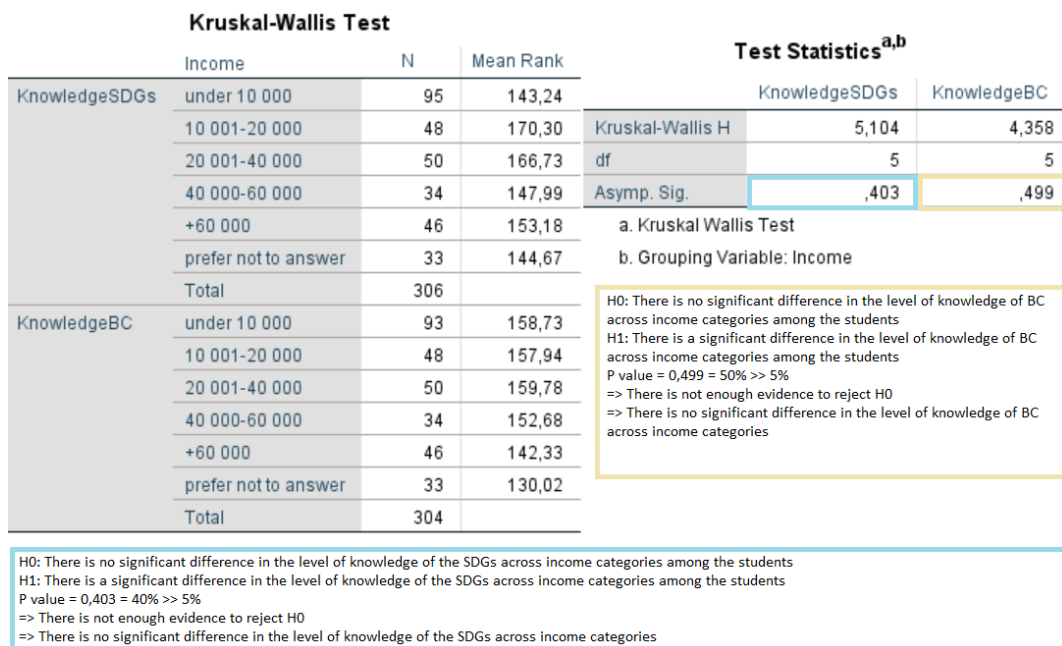 Kruskal-Wallis Test
Income N Mean Rank
KnowledgeSDGs under 10 000 95 143,24
10 001-20 000 48 170,30
20 001-40 000 50 166,73
40 000-60 000 34 147,99
+60 000 46 153,18
prefer not to answer 33 144,67
Total 306
KnowledgeBC under 10 000 93 158,73
10 001-20 000 48 157,94
20 001-40 000 50 159,78
40 000-60 000 34 152,68
+60 000 46 142,33
prefer not to answer 33 130,02
Total 304
Test Statistics a,b
KnowledgeSDGs KnowledgeBC
Kruskal-Wallis H 5,104 4,358
df 5 5
Asymp. Sig. ,403 ,499
a. Kruskal Wallis Test
b. Grouping Variable: Income
H0: There is no significant difference in the level of knowledge of BC
across income categories among the students
H1: There is a significant difference in the level of knowledge of BC
across income categories among the students
P value = 0,499 = 50% >> 5%
=> There is not enough evidence to reject H0
=> There is no significant difference in the level of knowledge of BC
across income categories
H0: There is no significant difference in the level of knowledge of the SDGs across income categories among the students
H1: There is a significant difference in the level of knowledge of the SDGs across income categories among the students
P value = 0,403 = 40% >> 5%
=> There is not enough evidence to reject H0
=> There is no significant difference in the level of knowledge of the SDGs across income categories